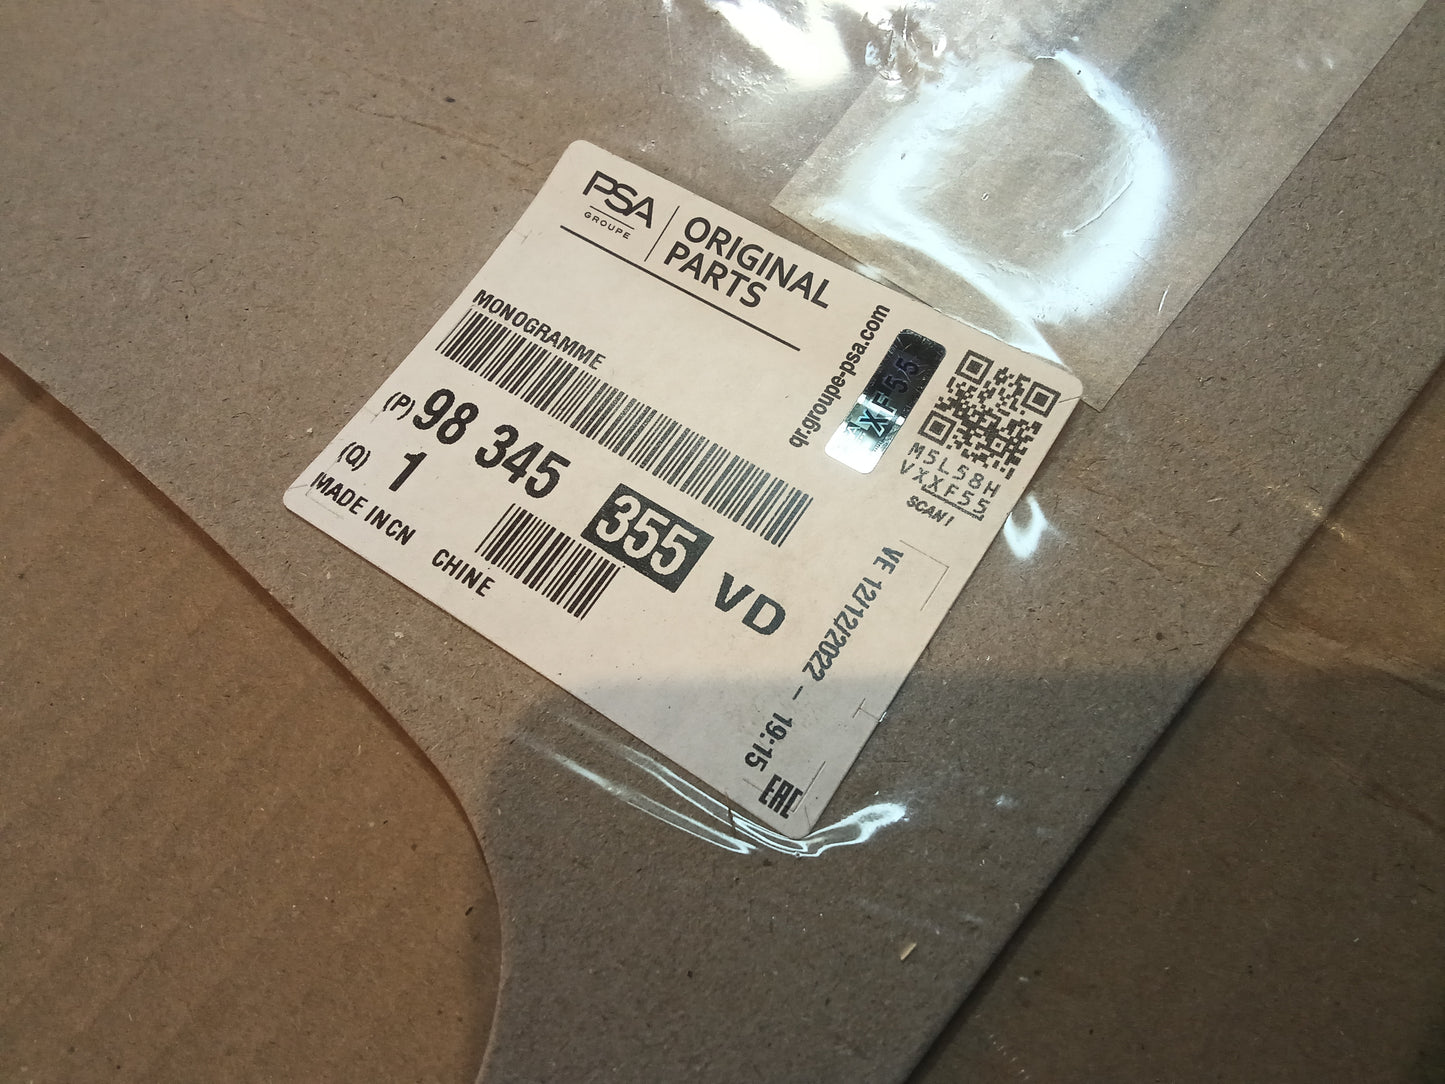 PSA
GROUPE
ORIGINAL
PARTS
MONOGRAMME
(P) 98 345 355 VD
(Q) 1
MADE IN CN
CHINE
qr.groupe-psa.com
XF55
M5L58H
VXXF55
SCAN!
VE 12/12/2022 – 19:15
EAC